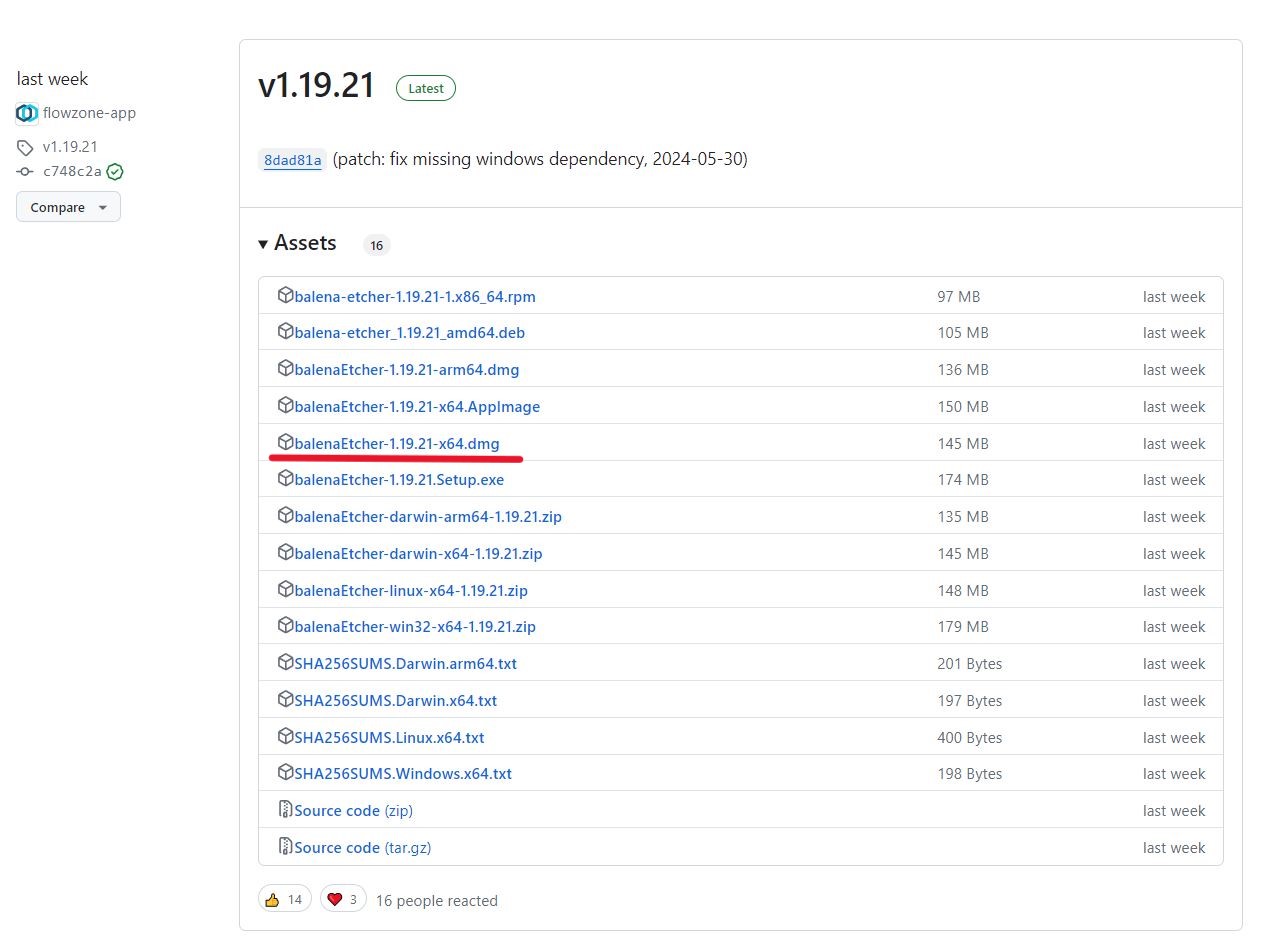 last week
flowzone-app
v1.19.21
c748c2a
Compare
v1.19.21 Latest
8dad81a (patch: fix missing windows dependency, 2024-05-30)
Assets 16
balena-etcher-1.19.21-1.x86_64.rpm 97 MB last week
balena-etcher_1.19.21_amd64.deb 105 MB last week
balenaEtcher-1.19.21-arm64.dmg 136 MB last week
balenaEtcher-1.19.21-x64.AppImage 150 MB last week
balenaEtcher-1.19.21-x64.dmg 145 MB last week
balenaEtcher-1.19.21.Setup.exe 174 MB last week
balenaEtcher-darwin-arm64-1.19.21.zip 135 MB last week
balenaEtcher-darwin-x64-1.19.21.zip 145 MB last week
balenaEtcher-linux-x64-1.19.21.zip 148 MB last week
balenaEtcher-win32-x64-1.19.21.zip 179 MB last week
SHA256SUMS.Darwin.arm64.txt 201 Bytes last week
SHA256SUMS.Darwin.x64.txt 197 Bytes last week
SHA256SUMS.Linux.x64.txt 400 Bytes last week
SHA256SUMS.Windows.x64.txt 198 Bytes last week
Source code (zip) last week
Source code (tar.gz) last week
14 3 16 people reacted